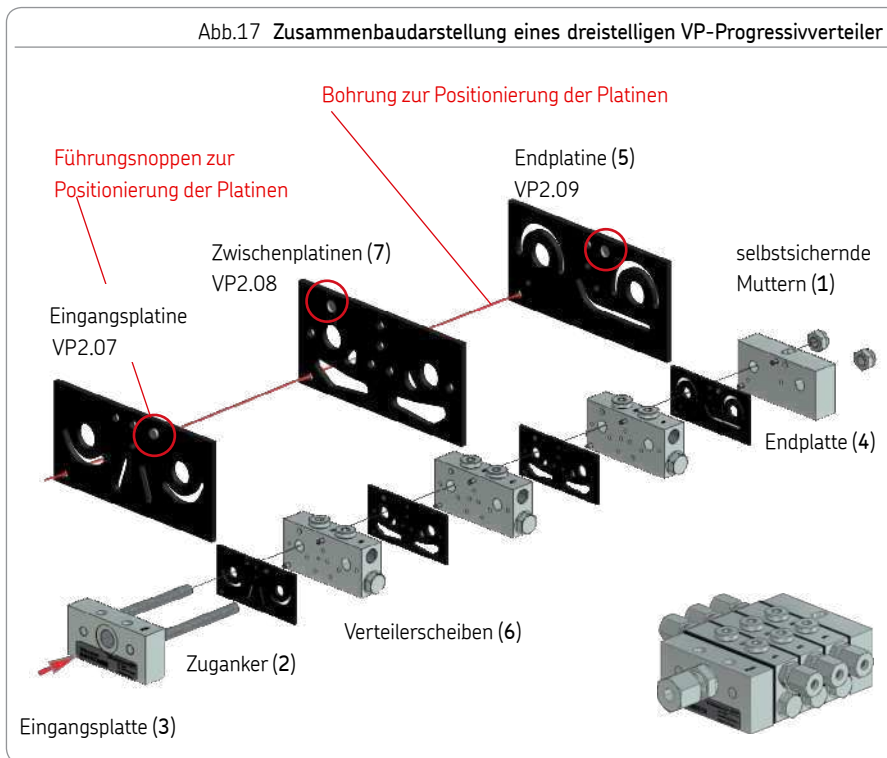 Abb.17 Zusammenbaudarstellung eines dreistelligen VP-Progressivverteiler
Bohrung zur Positionierung der Platinen
Führungsnoppen zur
Positionierung der Platinen
Endplatine (5)
VP2.09
Zwischenplatinen (7)
VP2.08
selbstsichernde
Muttern (1)
Eingangsplatine
VP2.07
Endplatte (4)
Verteilerscheiben (6)
Zuganker (2)
Eingangsplatte (3)